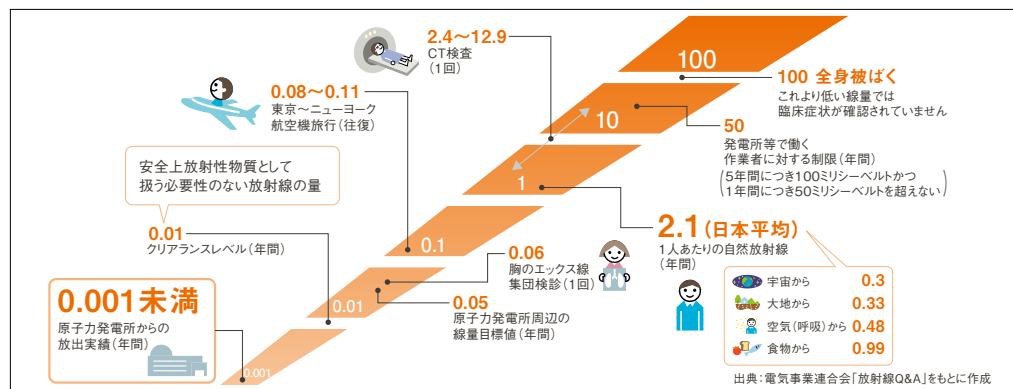 2.4〜12.9
CT検査
（1回）
0.08〜0.11
東京〜ニューヨーク
航空機旅行（往復）
安全上放射性物質として
扱う必要性のない放射線の量
0.01
クリアランスレベル（年間）
0.001未満
原子力発電所からの
放出実績（年間）
100
10
1
0.1
0.01
0.001
100 全身被ばく
これより低い線量では
臨床症状が確認されていません
50
発電所等で働く
作業者に対する制限（年間）
（5年間につき100ミリシーベルトかつ
1年間につき50ミリシーベルトを超えない）
2.1（日本平均）
1人あたりの自然放射線
（年間）
宇宙から 0.3
大地から 0.33
空気（呼吸）から 0.48
食物から 0.99
0.06
胸のエックス線
集団検診（1回）
0.05
原子力発電所周辺の
線量目標値（年間）
出典：電気事業連合会「放射線Q&A」をもとに作成